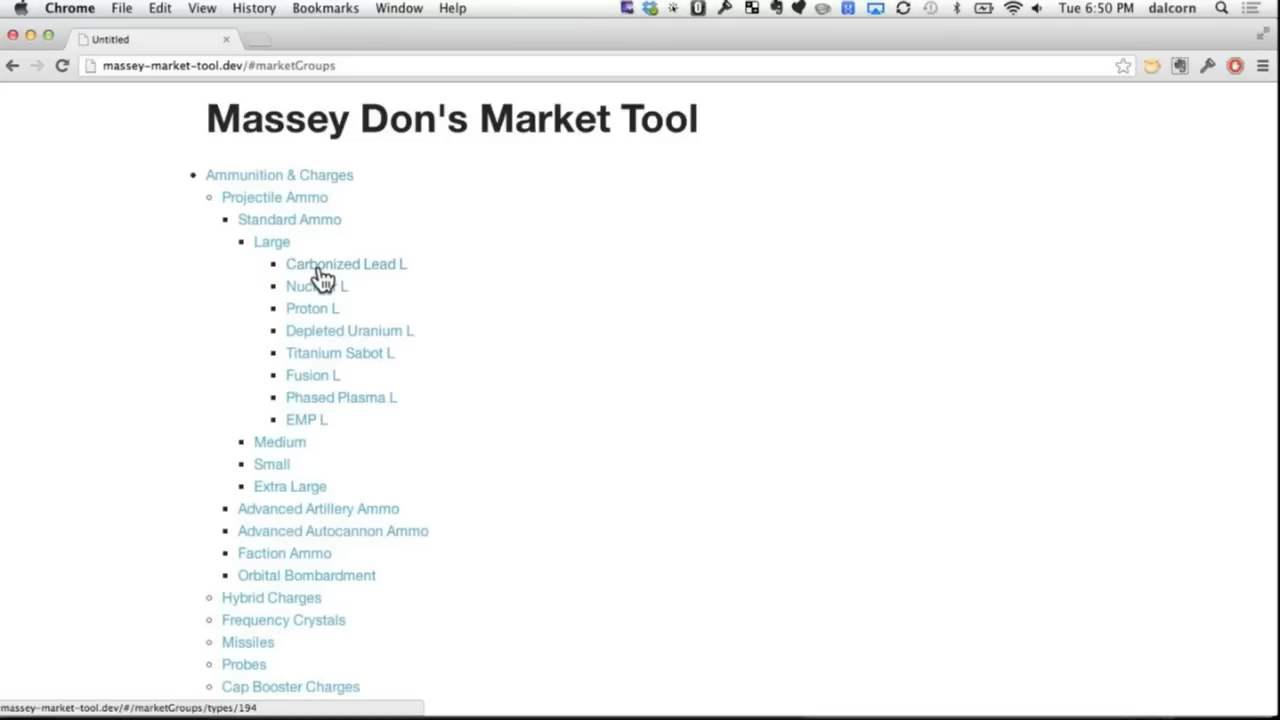 Chrome File Edit View History Bookmarks Window Help Tue 6:50 PM dalcorn
Untitled
massey-market-tool.dev/#marketGroups
Massey Don's Market Tool
Ammunition & Charges
Projectile Ammo
Standard Ammo
Large
Carbonized Lead L
L
Proton L
Depleted Uranium L
Titanium Sabot L
Fusion L
Phased Plasma L
EMP L
Medium
Small
Extra Large
Advanced Artillery Ammo
Advanced Autocannon Ammo
Faction Ammo
Orbital Bombardment
Hybrid Charges
Frequency Crystals
Missiles
Probes
Cap Booster Charges
massey-market-tool.dev/#/marketGroups/types/194